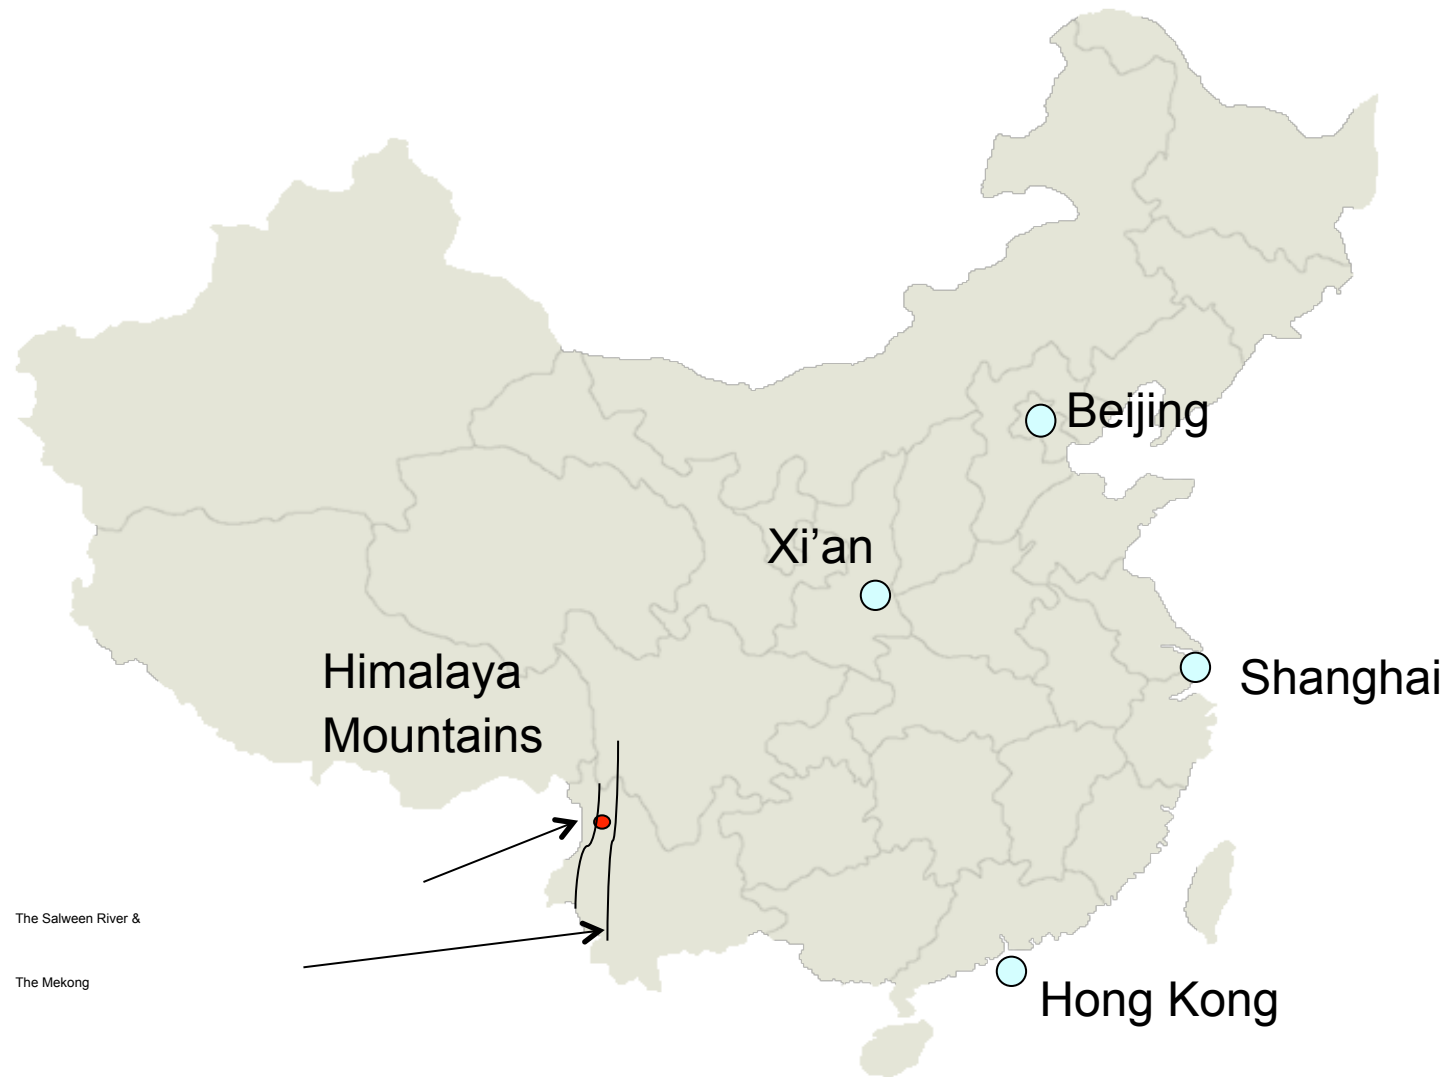 Beijing
Xi’an
Himalaya
Mountains
Shanghai
The Salween River &
The Mekong
Hong Kong